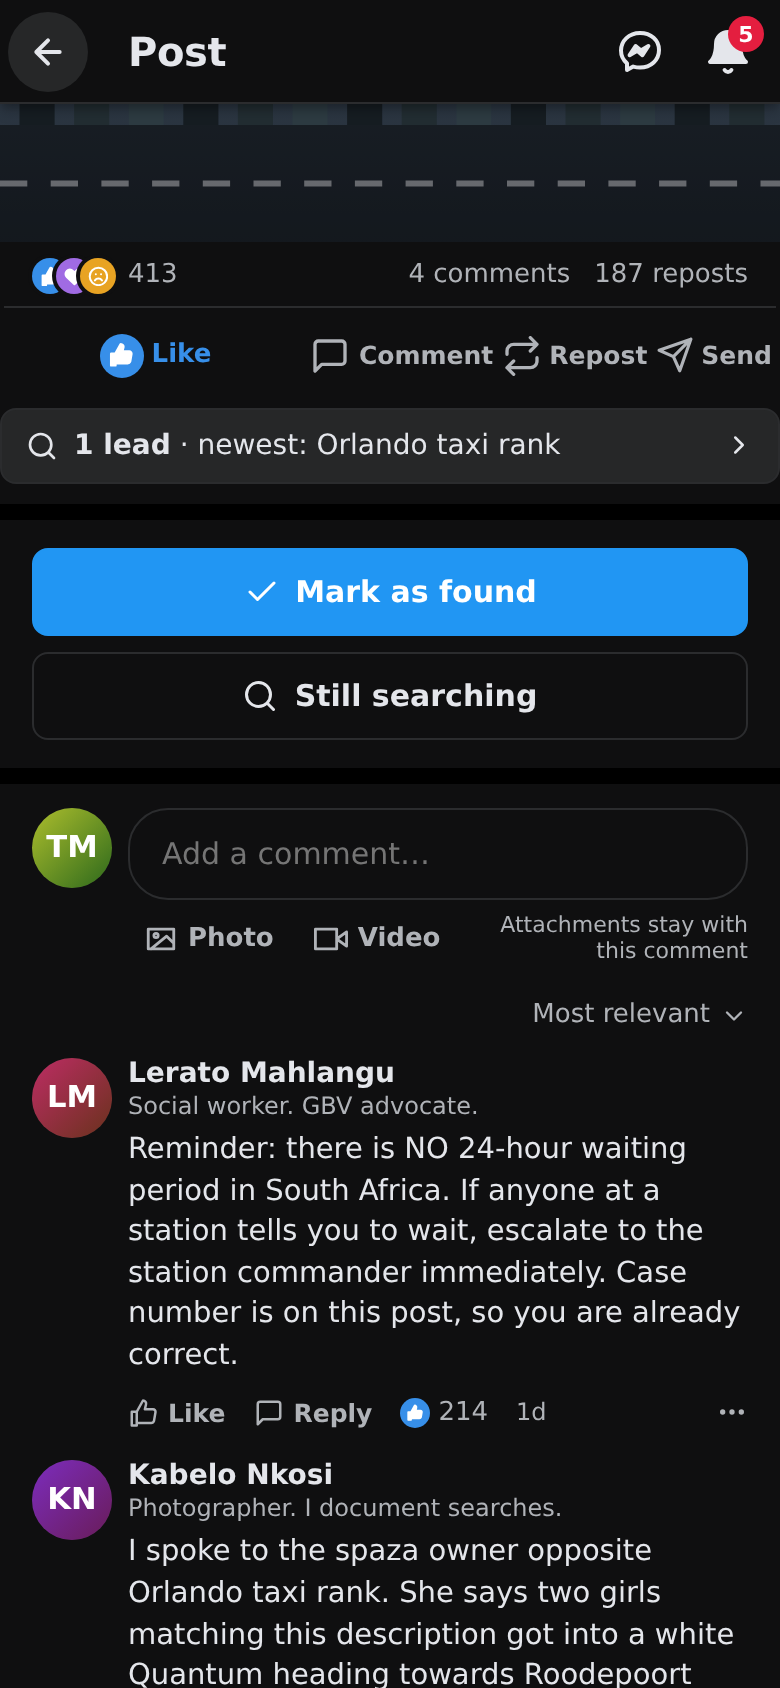 Post
5
413
4 comments 187 reposts
Like Comment Repost Send
1 lead · newest: Orlando taxi rank
Mark as found
Still searching
TM
Add a comment...
Photo Video
Attachments stay with
this comment
Most relevant
LM
Lerato Mahlangu
Social worker. GBV advocate.
Reminder: there is NO 24-hour waiting
period in South Africa. If anyone at a
station tells you to wait, escalate to the
station commander immediately. Case
number is on this post, so you are already
correct.
Like Reply 214 1d
KN
Kabelo Nkosi
Photographer. I document searches.
I spoke to the spaza owner opposite
Orlando taxi rank. She says two girls
matching this description got into a white
Quantum heading towards Roodepoort